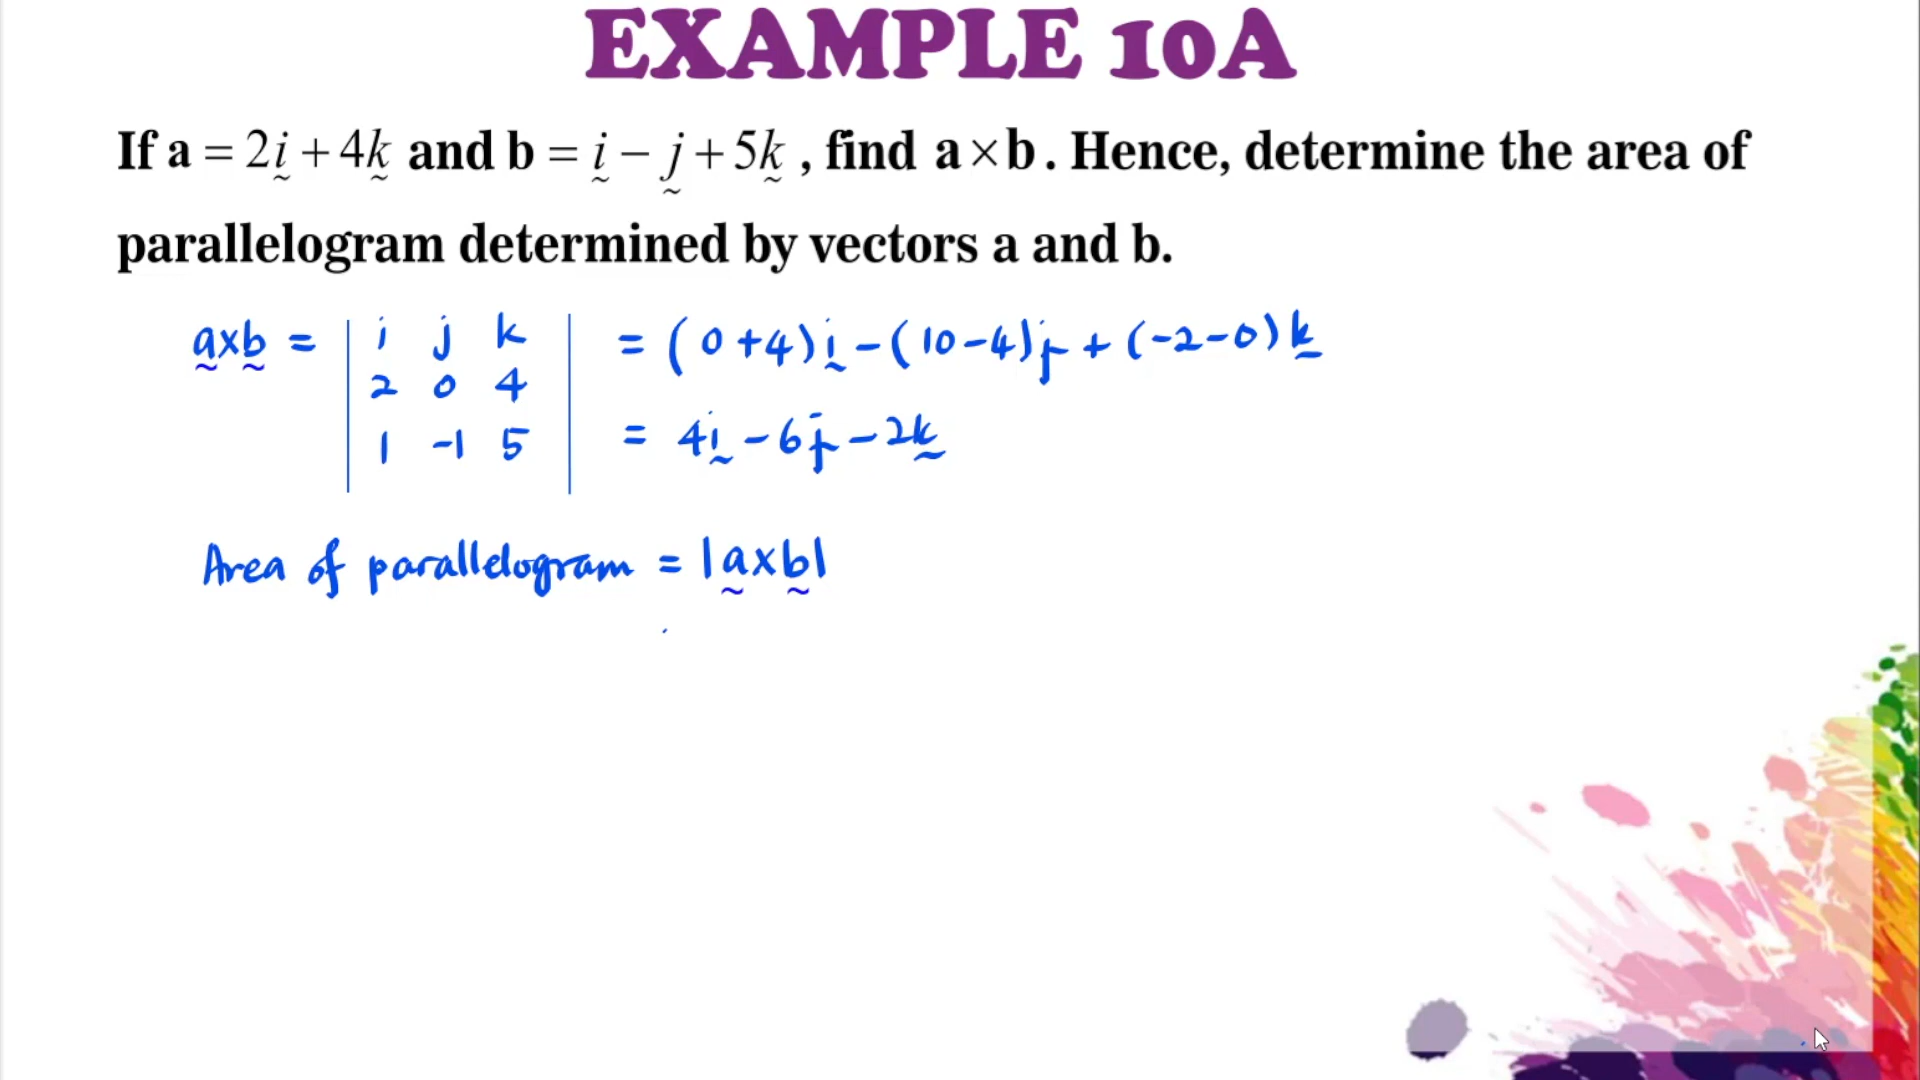 EXAMPLE 10A
If a = 2i + 4k and b = i − j + 5k , find a × b . Hence, determine the area of
parallelogram determined by vectors a and b.
a×b = | i j k | = (0+4)i − (10−4)j + (−2−0)k
2 0 4
1 −1 5 = 4i − 6j − 2k
Area of parallelogram = |a×b|